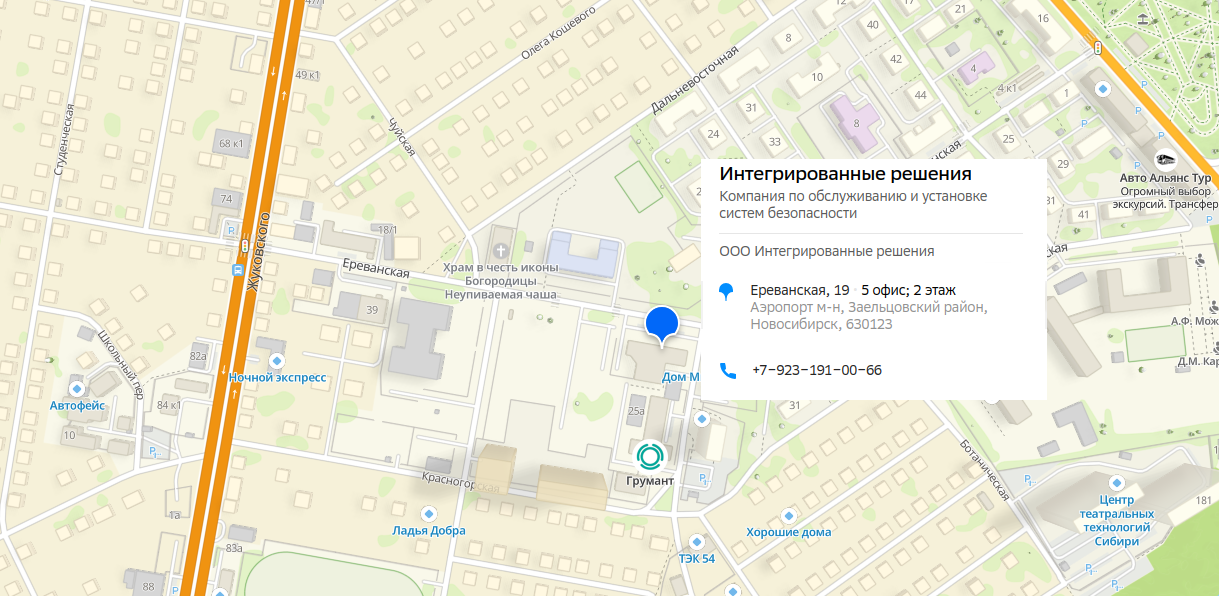 47/1
Олега Кошевого
Дальневосточная
12
17
21
16
40
8
42
10
4
49 к1
4 к1
1
44
31
8
24
33
25
29
Чуйская
Студенческая
68 к1
74
Жуковского
18/1
Ереванская
Храм в честь иконы
Богородицы
Неупиваемая чаша
39
Авто Альянс Тур
Огромный выбор
экскурсий. Трансфер
31
41
Интегрированные решения
Компания по обслуживанию и установке
систем безопасности
ООО Интегрированные решения
Ереванская, 19 5 офис; 2 этаж
Аэропорт м-н, Заельцовский район,
Новосибирск, 630123
+7-923-191-00-66
А.Ф. Мож
Д.М. Кар
Школьный пер
82а
Ночной экспресс
Автофейс
84 к1
10
Дом М
25а
31
Грумант
Красногорская
Ботаническая
Ладья Добра
Хорошие дома
ТЭК 54
Центр
театральных
технологий
Сибири
181
1а
83а
88